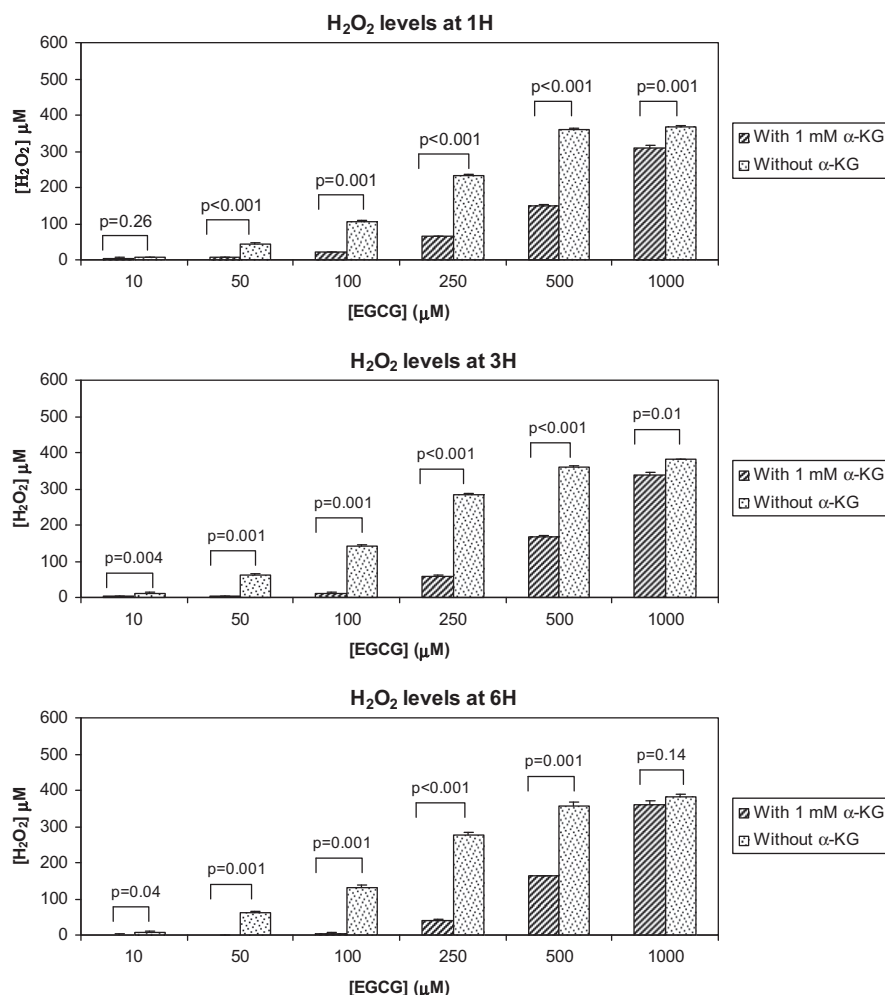 H₂O₂ levels at 1H
600
500
400
300
200
100
0
[H₂O₂] μM
p=0.26
p<0.001
p=0.001
p<0.001
p<0.001
p=0.001
With 1 mM α-KG
Without α-KG
10 50 100 250 500 1000
[EGCG] (μM)
H₂O₂ levels at 3H
600
500
400
300
200
100
0
[H₂O₂] μM
p=0.004
p=0.001
p=0.001
p<0.001
p<0.001
p=0.01
With 1 mM α-KG
Without α-KG
10 50 100 250 500 1000
[EGCG] (μM)
H₂O₂ levels at 6H
600
500
400
300
200
100
0
[H₂O₂] μM
p=0.04
p=0.001
p=0.001
p<0.001
p=0.001
p=0.14
With 1 mM α-KG
Without α-KG
10 50 100 250 500 1000
[EGCG] (μM)